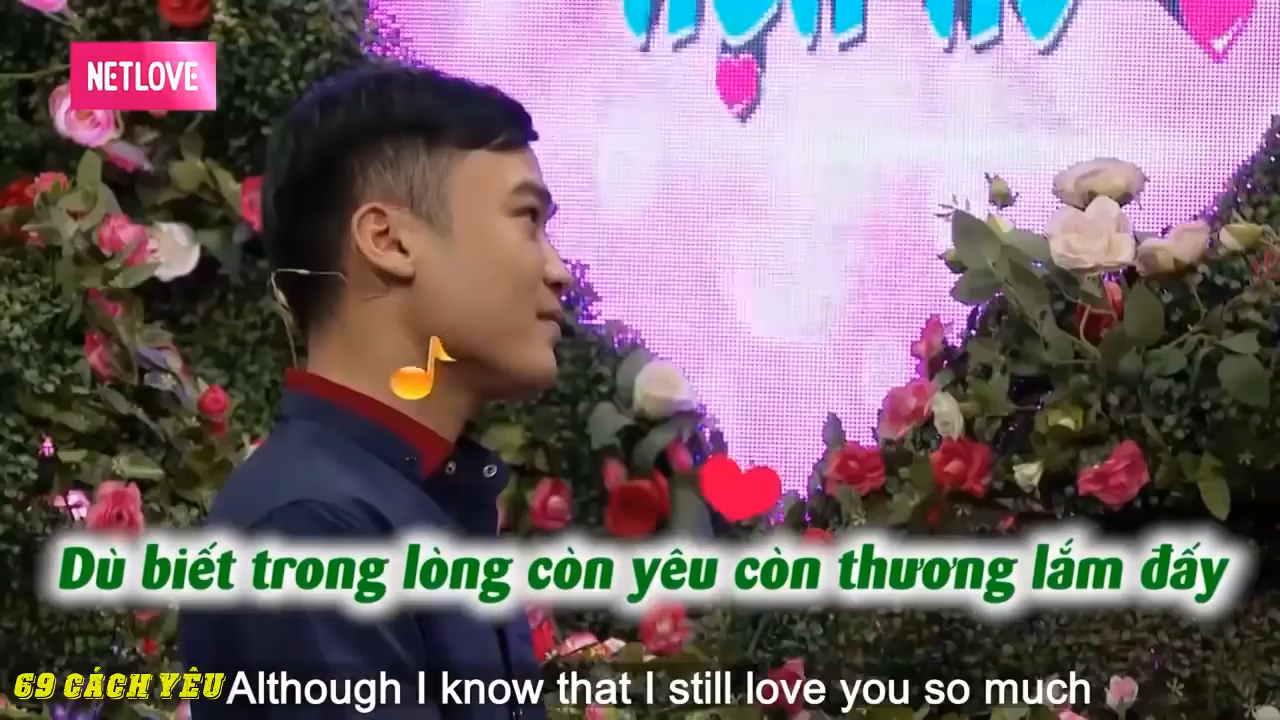 NETLOVE
Dù biết trong lòng còn yêu còn thương lắm đấy
69 CÁCH YÊU
Although I know that I still love you so much